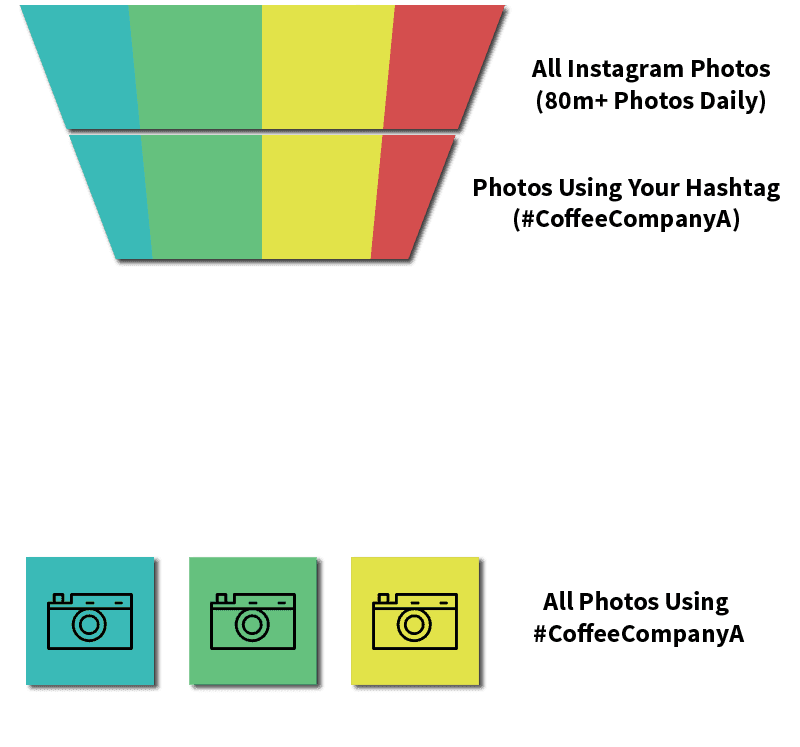 All Instagram Photos
(80m+ Photos Daily)
Photos Using Your Hashtag
(#CoffeeCompanyA)
All Photos Using
#CoffeeCompanyA